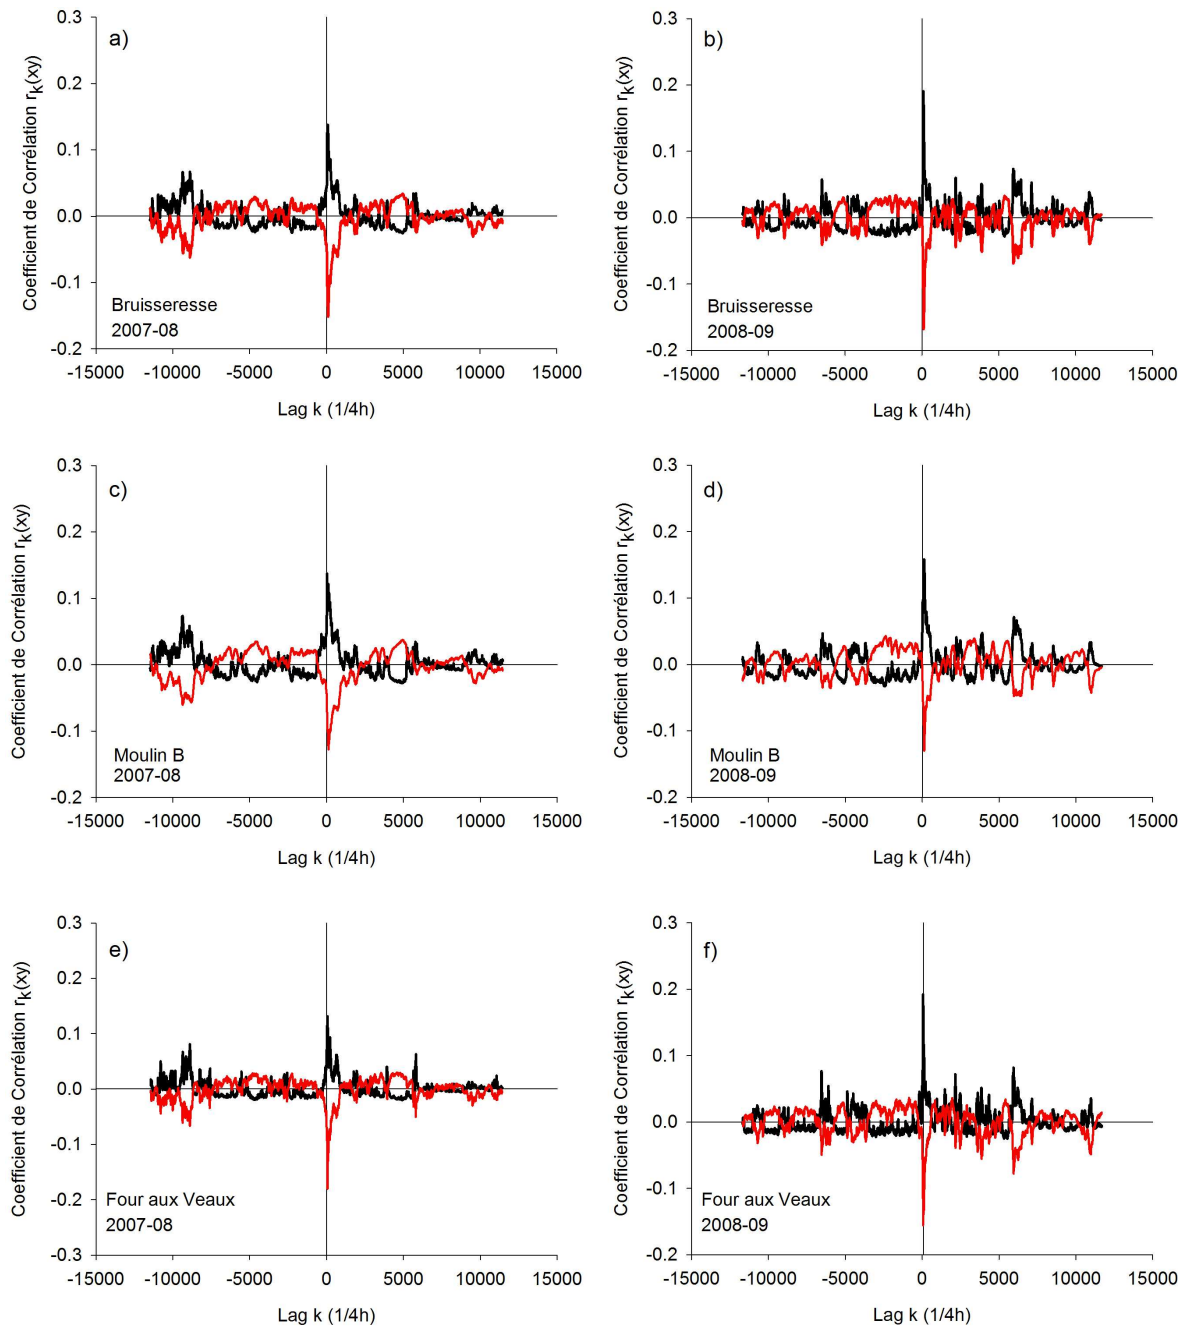 a)
Coefficient de Corrélation rk(xy)
0.3
0.2
0.1
0.0
-0.1
-0.2
Bruisseresse
2007-08
-15000 -10000 -5000 0 5000 10000 15000
Lag k (1/4h)
b)
Coefficient de Corrélation rk(xy)
0.3
0.2
0.1
0.0
-0.1
-0.2
Bruisseresse
2008-09
-15000 -10000 -5000 0 5000 10000 15000
Lag k (1/4h)
c)
Coefficient de Corrélation rk(xy)
0.3
0.2
0.1
0.0
-0.1
-0.2
Moulin B
2007-08
-15000 -10000 -5000 0 5000 10000 15000
Lag k (1/4h)
d)
Coefficient de Corrélation rk(xy)
0.3
0.2
0.1
0.0
-0.1
-0.2
Moulin B
2008-09
-15000 -10000 -5000 0 5000 10000 15000
Lag k (1/4h)
e)
Coefficient de Corrélation rk(xy)
0.3
0.2
0.1
0.0
-0.1
-0.2
-0.3
Four aux Veaux
2007-08
-15000 -10000 -5000 0 5000 10000 15000
Lag k (1/4h)
f)
Coefficient de Corrélation rk(xy)
0.3
0.2
0.1
0.0
-0.1
-0.2
Four aux Veaux
2008-09
-15000 -10000 -5000 0 5000 10000 15000
Lag k (1/4h)